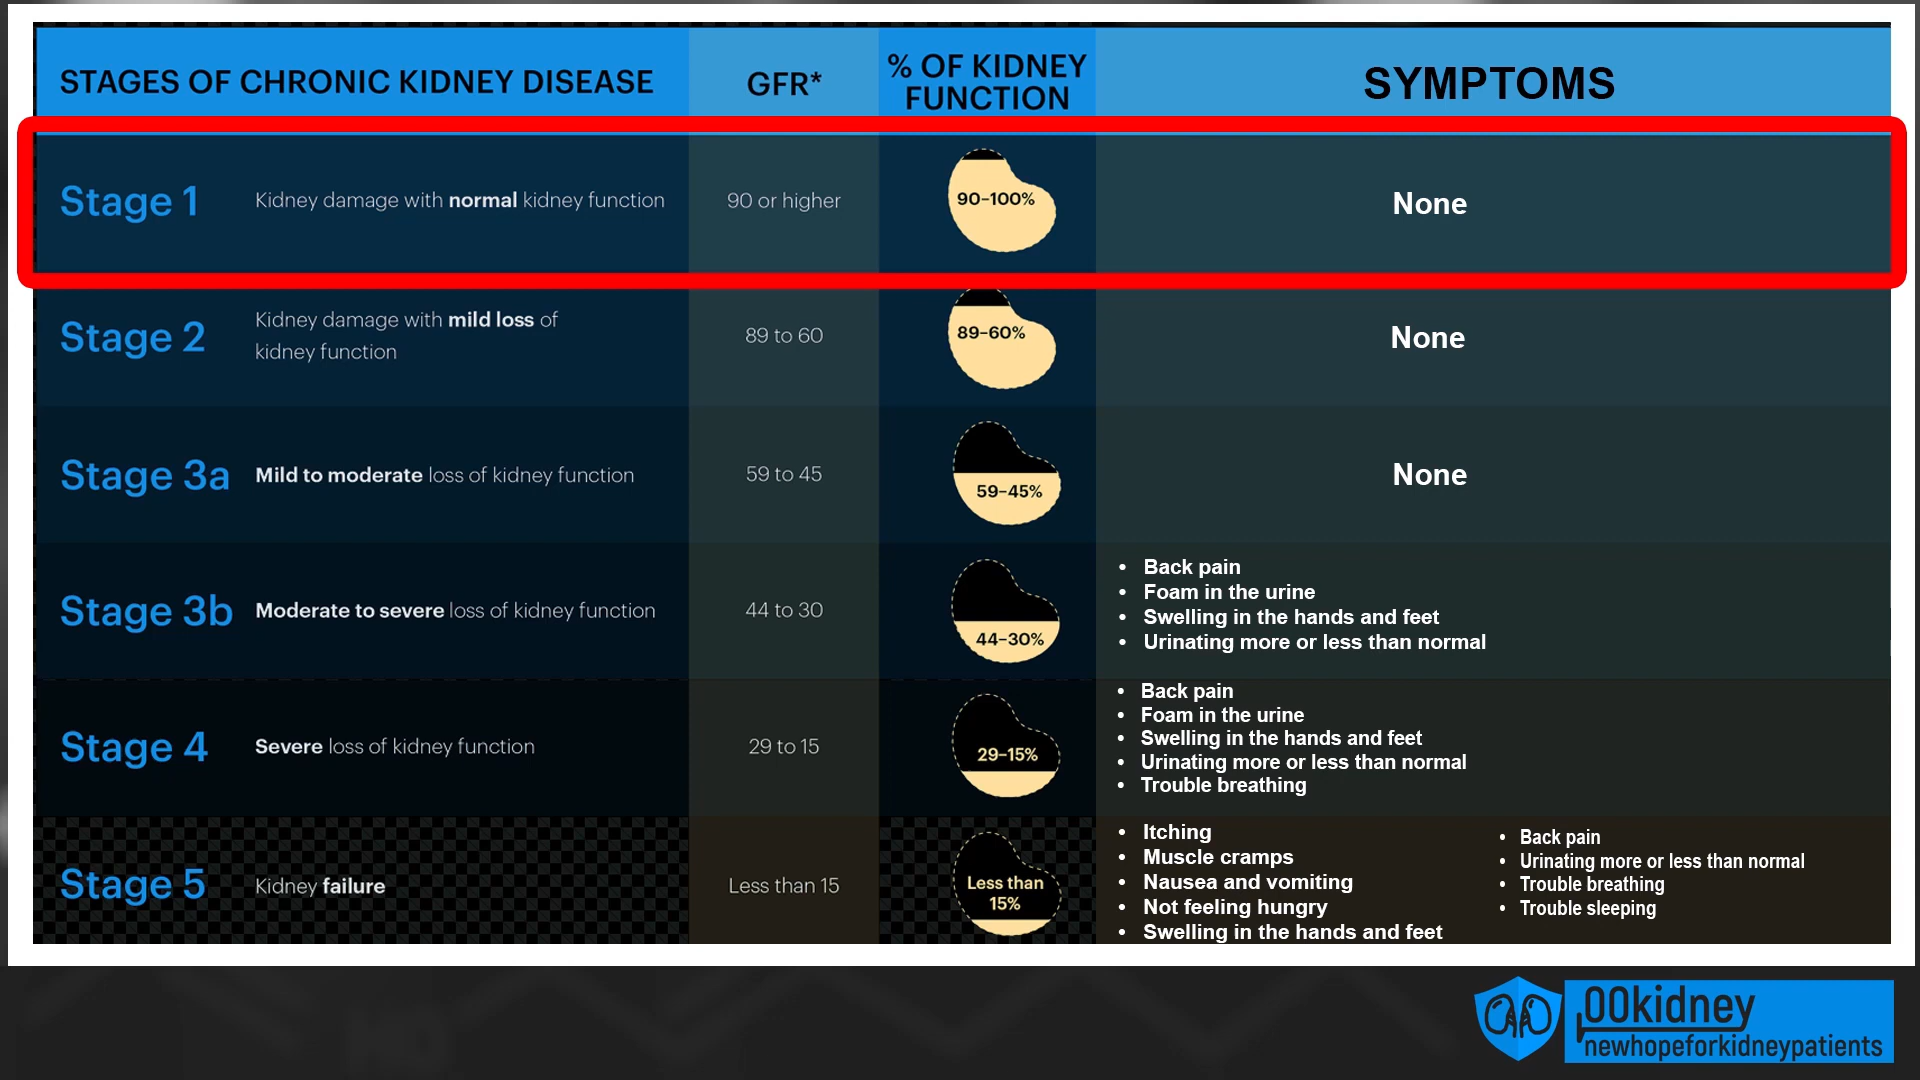 STAGES OF CHRONIC KIDNEY DISEASE
GFR*
% OF KIDNEY
FUNCTION
SYMPTOMS
Stage 1
Kidney damage with normal kidney function
90 or higher
90–100%
None
Stage 2
Kidney damage with mild loss of
kidney function
89 to 60
89–60%
None
Stage 3a
Mild to moderate loss of kidney function
59 to 45
59–45%
None
Stage 3b
Moderate to severe loss of kidney function
44 to 30
44–30%
• Back pain
• Foam in the urine
• Swelling in the hands and feet
• Urinating more or less than normal
Stage 4
Severe loss of kidney function
29 to 15
29–15%
• Back pain
• Foam in the urine
• Swelling in the hands and feet
• Urinating more or less than normal
• Trouble breathing
Stage 5
Kidney failure
Less than 15
Less than
15%
• Itching
• Muscle cramps
• Nausea and vomiting
• Not feeling hungry
• Swelling in the hands and feet
• Back pain
• Urinating more or less than normal
• Trouble breathing
• Trouble sleeping
00kidney
newhopeforkidneypatients